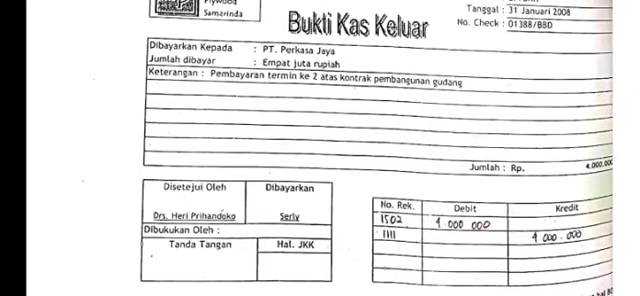 Plywood
Samarinda
Bukti Kas Keluar
Tanggal : 31 Januari 2008
No. Check : 01388/BBD
Dibayarkan Kepada : PT. Perkasa Jaya
Jumlah dibayar : Empat juta rupiah
Keterangan : Pembayaran termin ke 2 atas kontrak pembangunan gudang
Jumlah : Rp. 4.000.000
Disetejui Oleh Dibayarkan
Drs. Heri Prihandoko Serly
Dibukukan Oleh :
Tanda Tangan Hal. JKK
No. Rek. Debit Kredit
1502 4 000 000
1111 4 000.000